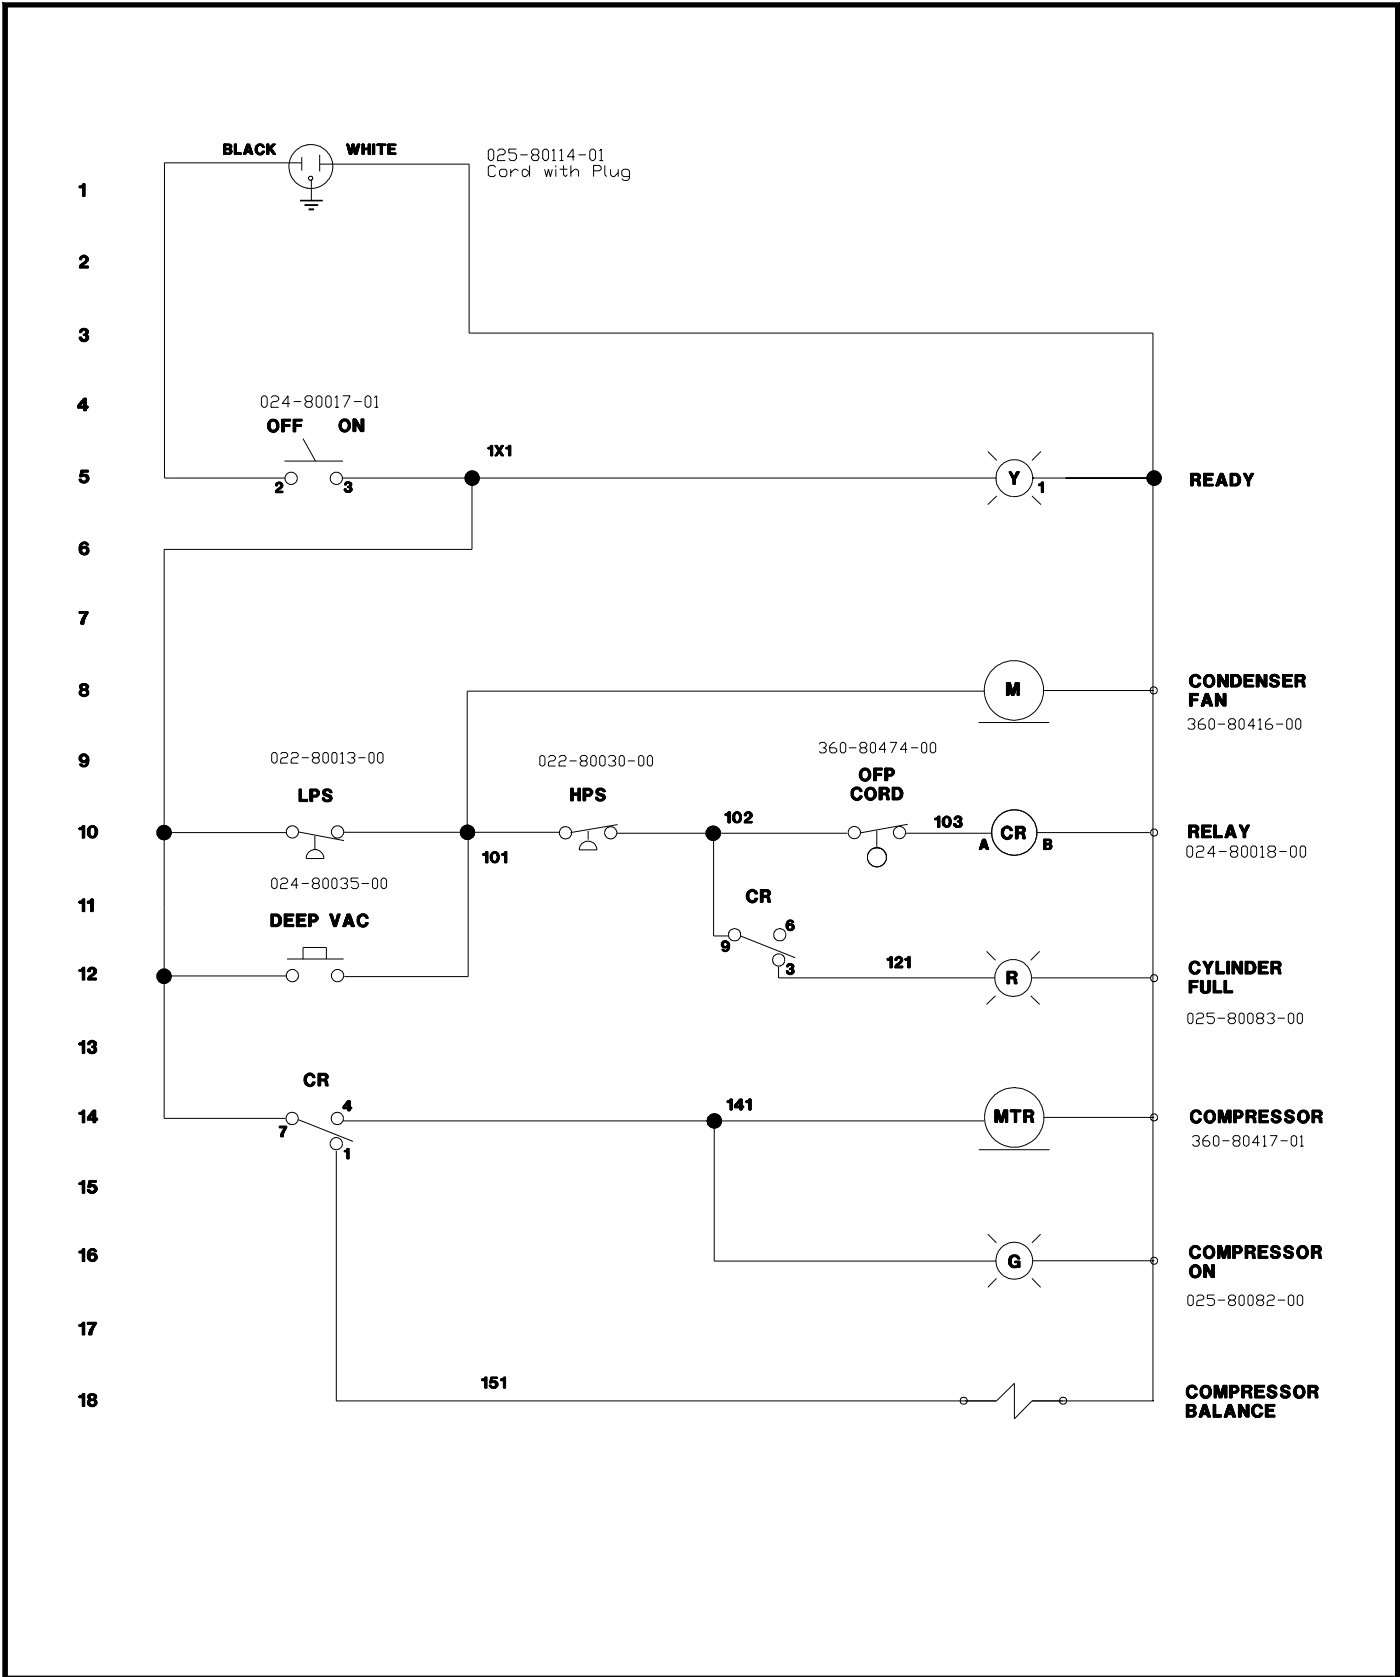 BLACK WHITE
025-80114-01
Cord with Plug
1
2
3
4
024-80017-01
OFF ON
1X1
5
2 3
Y 1
READY
6
7
8
M
CONDENSER
FAN
360-80416-00
9
022-80013-00
022-80030-00
360-80474-00
LPS
HPS
OFP
CORD
10
101
102
103
A CR B
RELAY
024-80018-00
024-80035-00
11
DEEP VAC
CR
9
6
3
12
121
R
CYLINDER
FULL
025-80083-00
13
CR
14
7
4
1
141
MTR
COMPRESSOR
360-80417-01
15
16
G
COMPRESSOR
ON
025-80082-00
17
18
151
COMPRESSOR
BALANCE